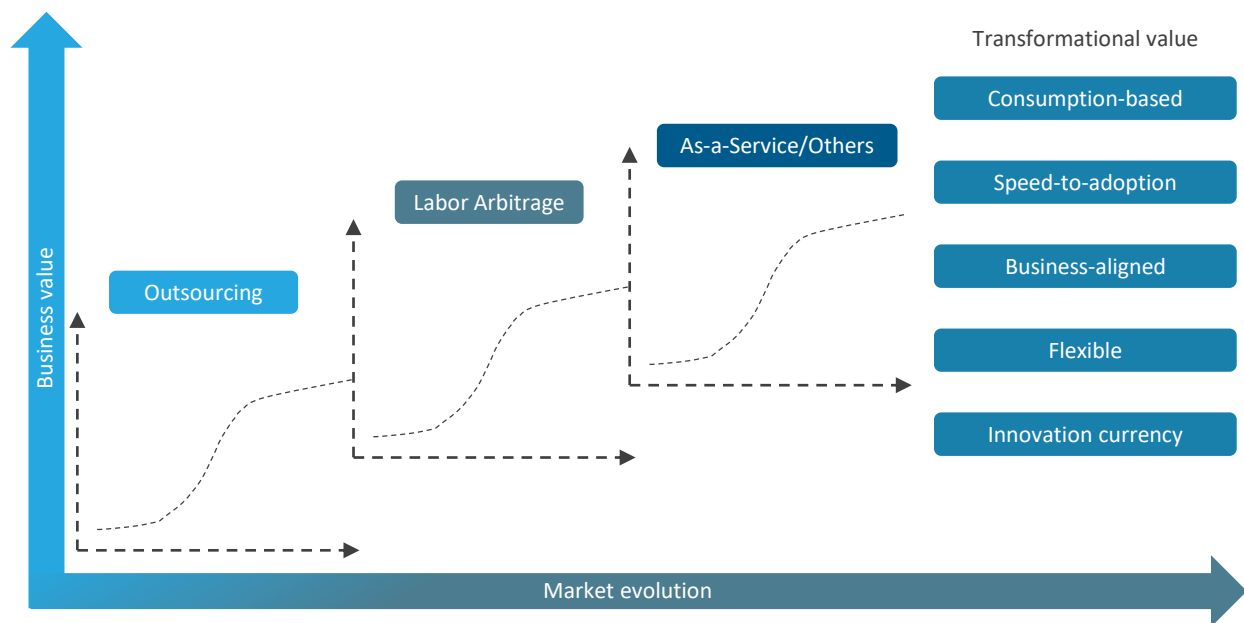 Transformational value
Consumption-based
As-a-Service/Others
Speed-to-adoption
Labor Arbitrage
Business-aligned
Outsourcing
Business value
Flexible
Innovation currency
Market evolution